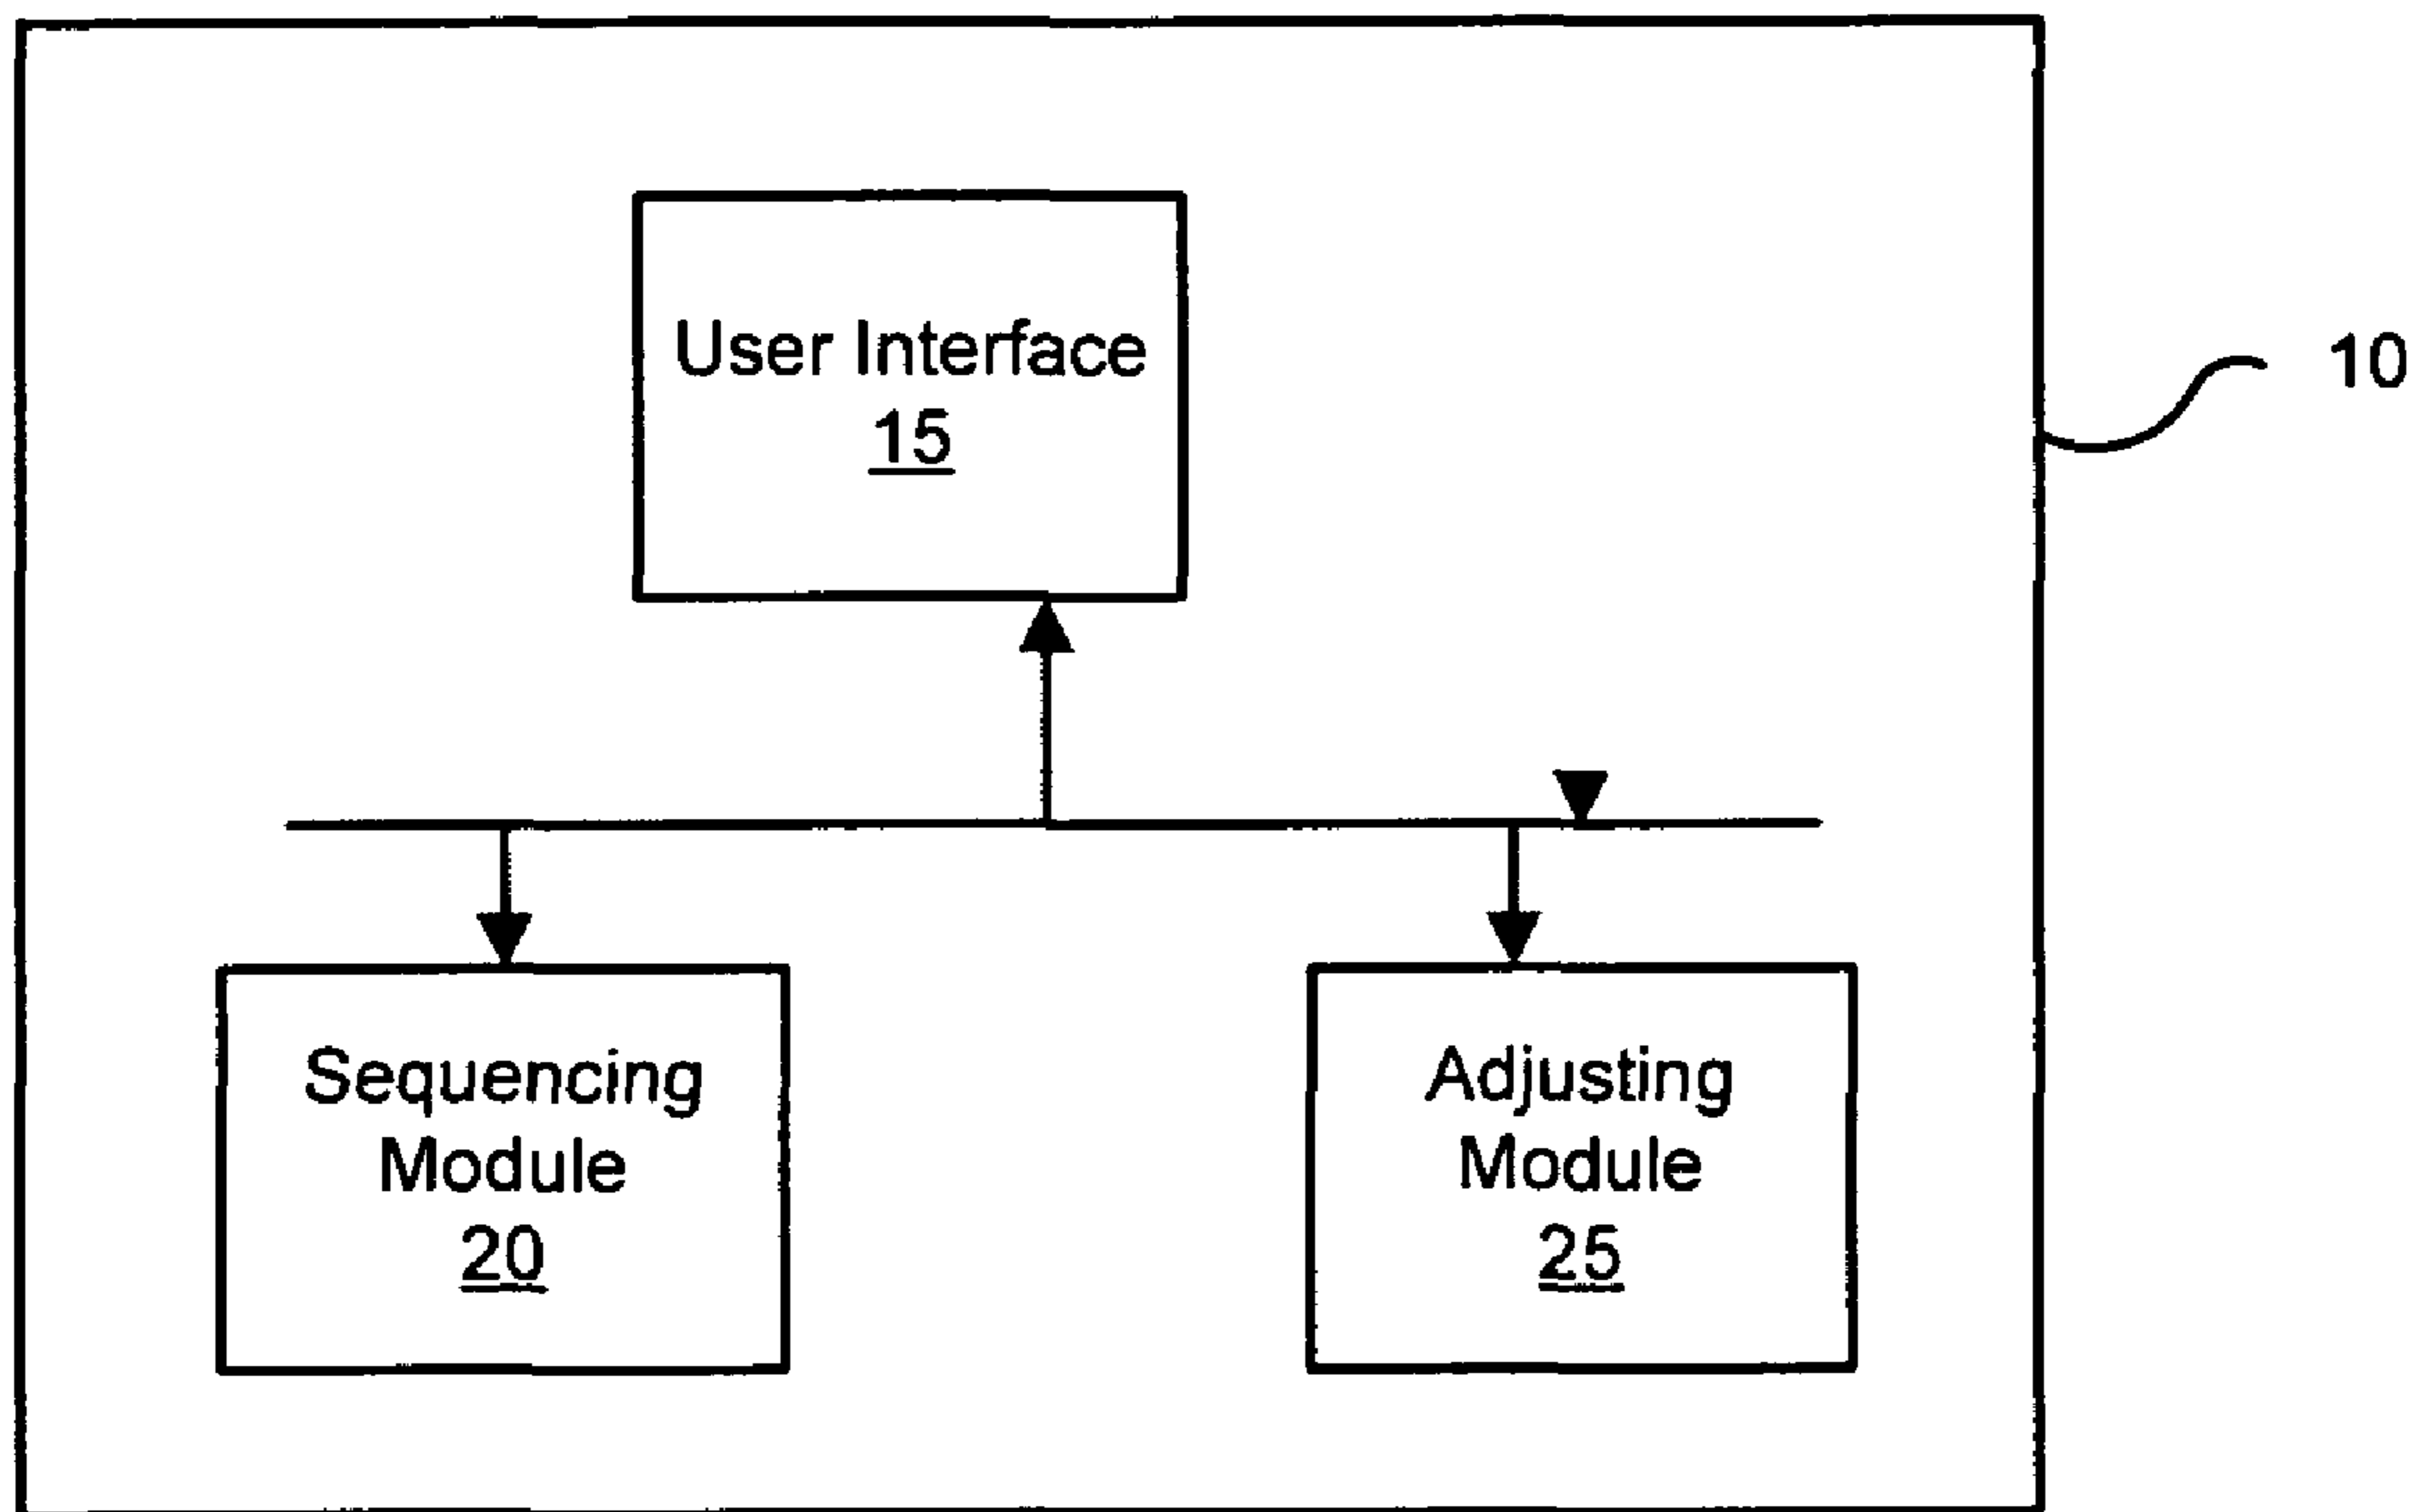 User Interface
15
10
Sequencing
Module
20
Adjusting
Module
25